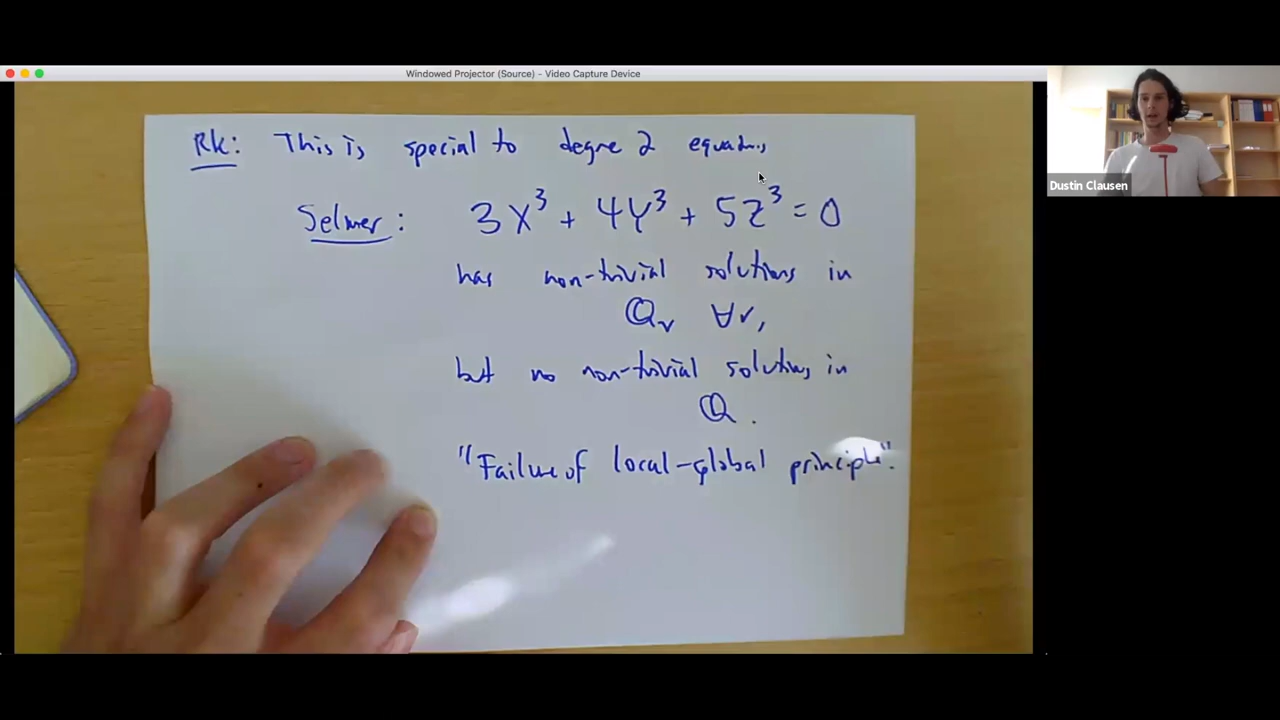 Windowed Projector (Source) - Video Capture Device
Dustin Clausen
Rk: This is special to degre 2 equations
Selmer: 3X³ + 4Y³ + 5Z³ = 0
has non-trivial solutions in
ℚᵥ ∀v,
but no non-trivial solutions in
ℚ.
"Failure of local-global principle".